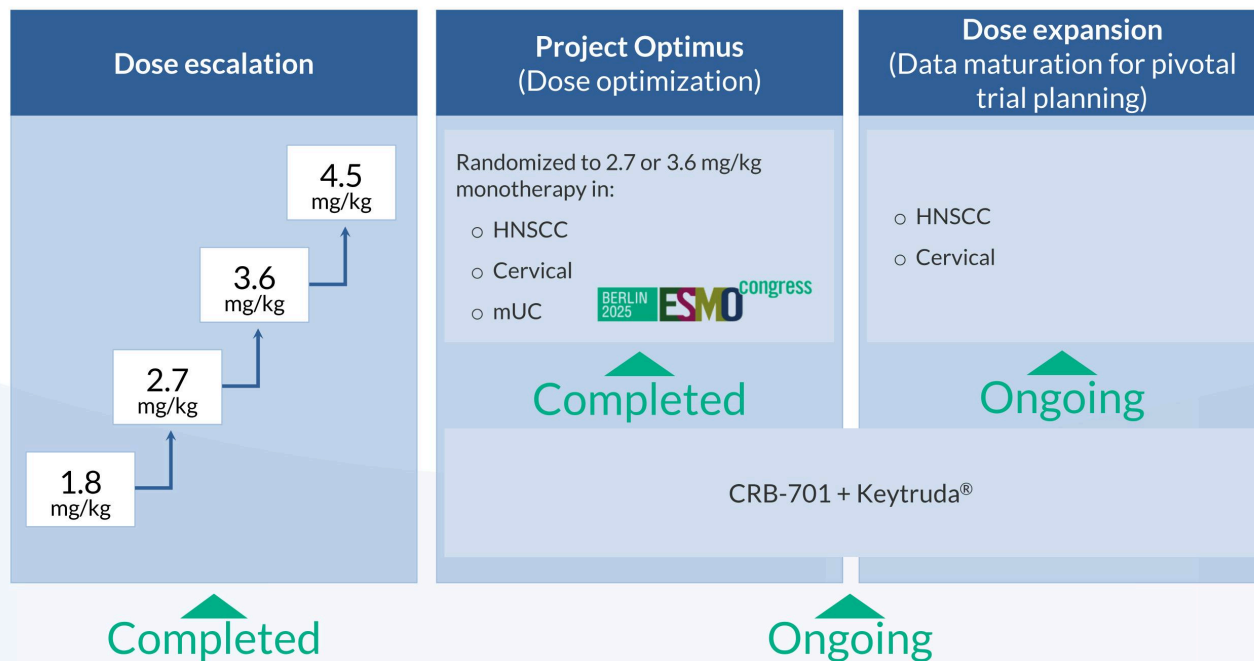 Dose escalation
4.5
mg/kg
3.6
mg/kg
2.7
mg/kg
1.8
mg/kg
Completed
Project Optimus
(Dose optimization)
Randomized to 2.7 or 3.6 mg/kg
monotherapy in:
○ HNSCC
○ Cervical
○ mUC
BERLIN
2025
ESMO
congress
Completed
Dose expansion
(Data maturation for pivotal
trial planning)
○ HNSCC
○ Cervical
Ongoing
CRB-701 + Keytruda®
Ongoing